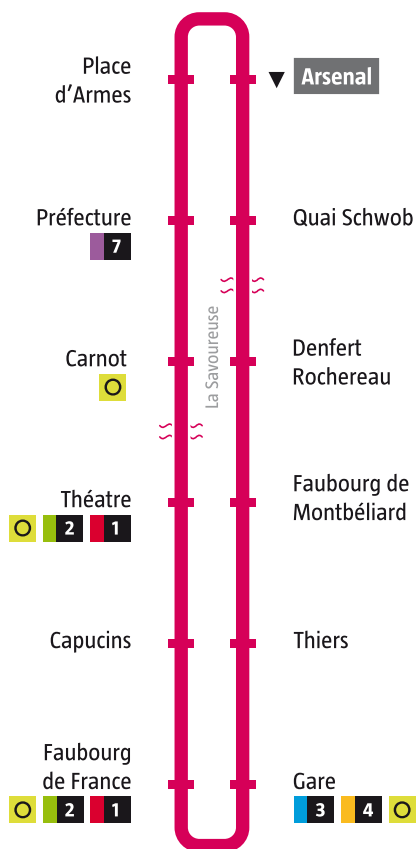 Place
d'Armes
▼ Arsenal
Préfecture
7
Quai Schwob
La Savoureuse
Carnot
Denfert
Rochereau
Théatre
2 1
Faubourg de
Montbéliard
Capucins
Thiers
Faubourg
de France
2 1
Gare
3 4